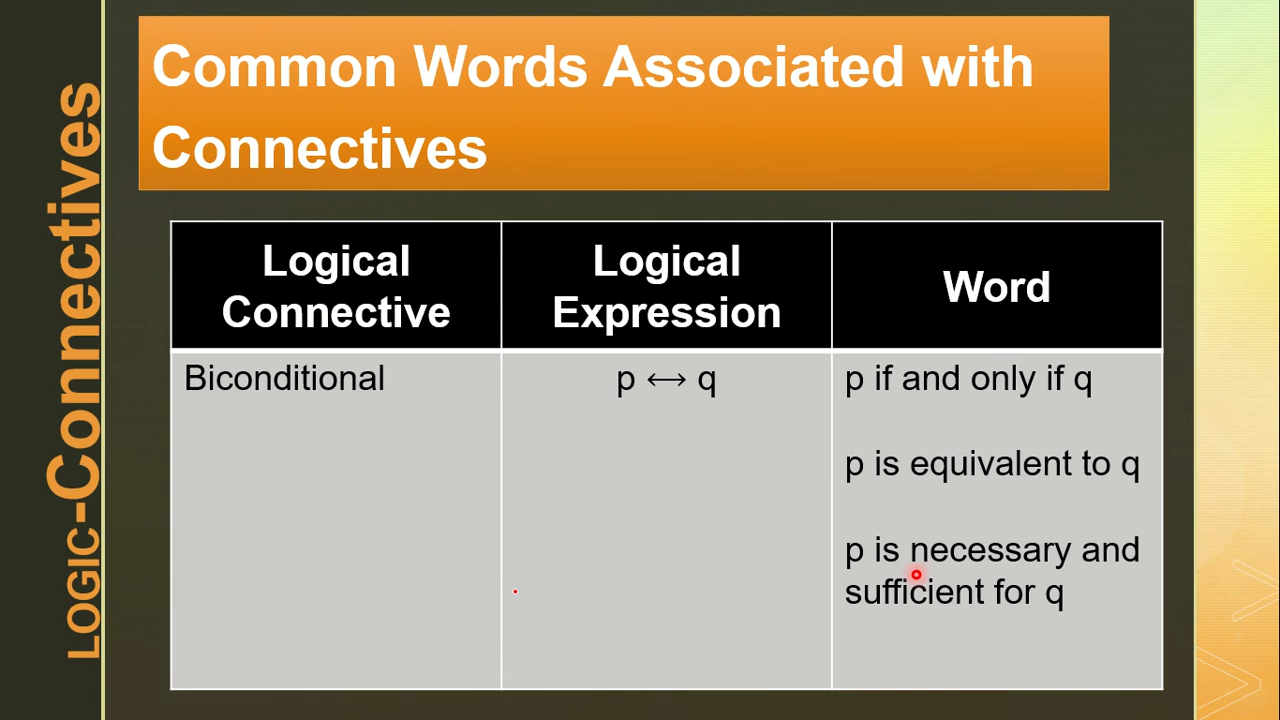 LOGIC-Connectives
Common Words Associated with
Connectives
Logical
Connective
Logical
Expression
Word
Biconditional
p ⟷ q
p if and only if q
p is equivalent to q
p is necessary and
sufficient for q